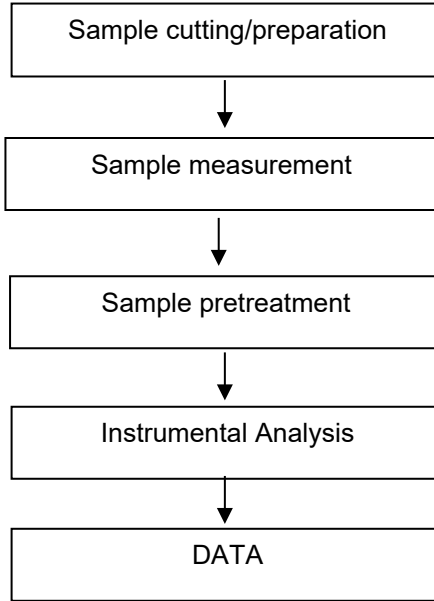 Sample cutting/preparation
Sample measurement
Sample pretreatment
Instrumental Analysis
DATA